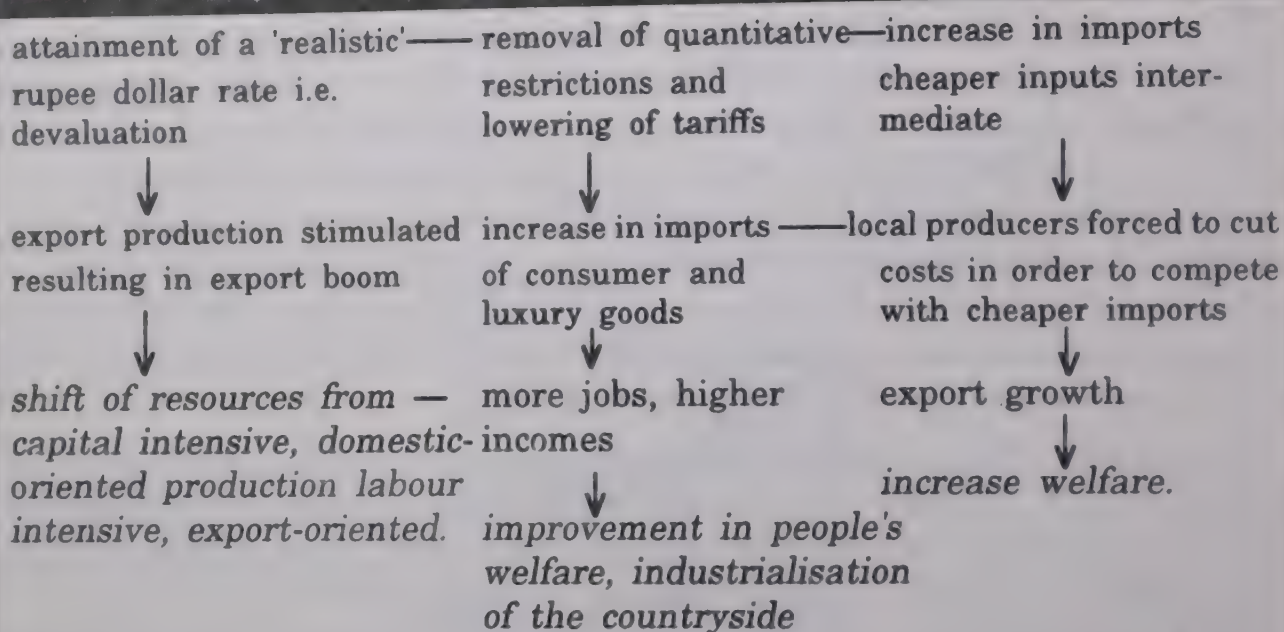 attainment of a 'realistic'
rupee dollar rate i.e.
devaluation
removal of quantitative
restrictions and
lowering of tariffs
increase in imports
cheaper inputs inter-
mediate
export production stimulated
resulting in export boom
increase in imports
of consumer and
luxury goods
local producers forced to cut
costs in order to compete
with cheaper imports
shift of resources from
capital intensive, domestic-
oriented production labour
intensive, export-oriented.
more jobs, higher
incomes
improvement in people's
welfare, industrialisation
of the countryside
export growth
increase welfare.